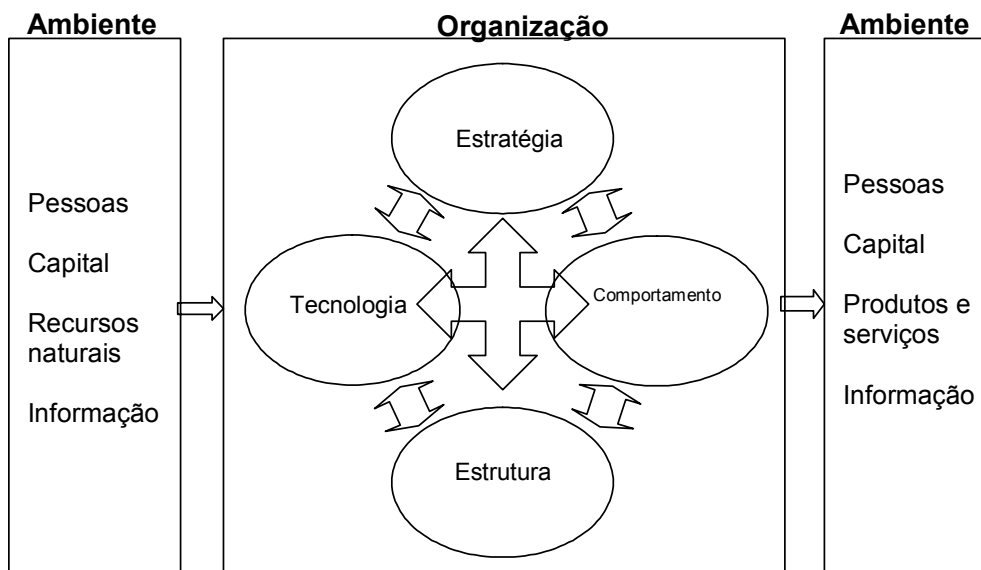 Ambiente
Pessoas
Capital
Recursos
naturais
Informação
Organização
Estratégia
Tecnologia
Comportamento
Estrutura
Ambiente
Pessoas
Capital
Produtos e
serviços
Informação